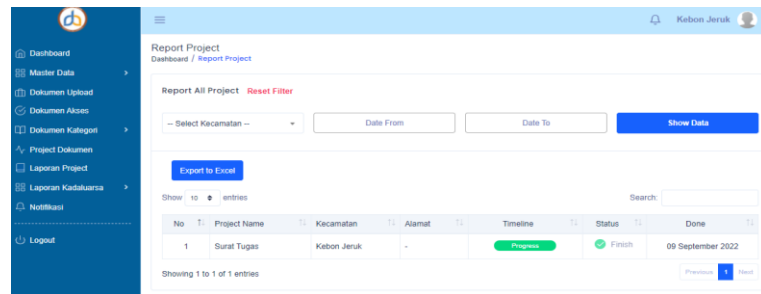 Kebon Jeruk
Dashboard
Master Data
Dokumen Upload
Dokumen Akses
Dokumen Kategori
Project Dokumen
Laporan Project
Laporan Kadaluarsa
Notifikasi
Logout
Report Project
Dashboard / Report Project
Report All Project Reset Filter
-- Select Kecamatan -- Date From Date To Show Data
Export to Excel
Show 10 entries Search:
No Project Name Kecamatan Alamat Timeline Status Done
1 Surat Tugas Kebon Jeruk - Progress Finish 09 September 2022
Showing 1 to 1 of 1 entries
Previous 1 Next